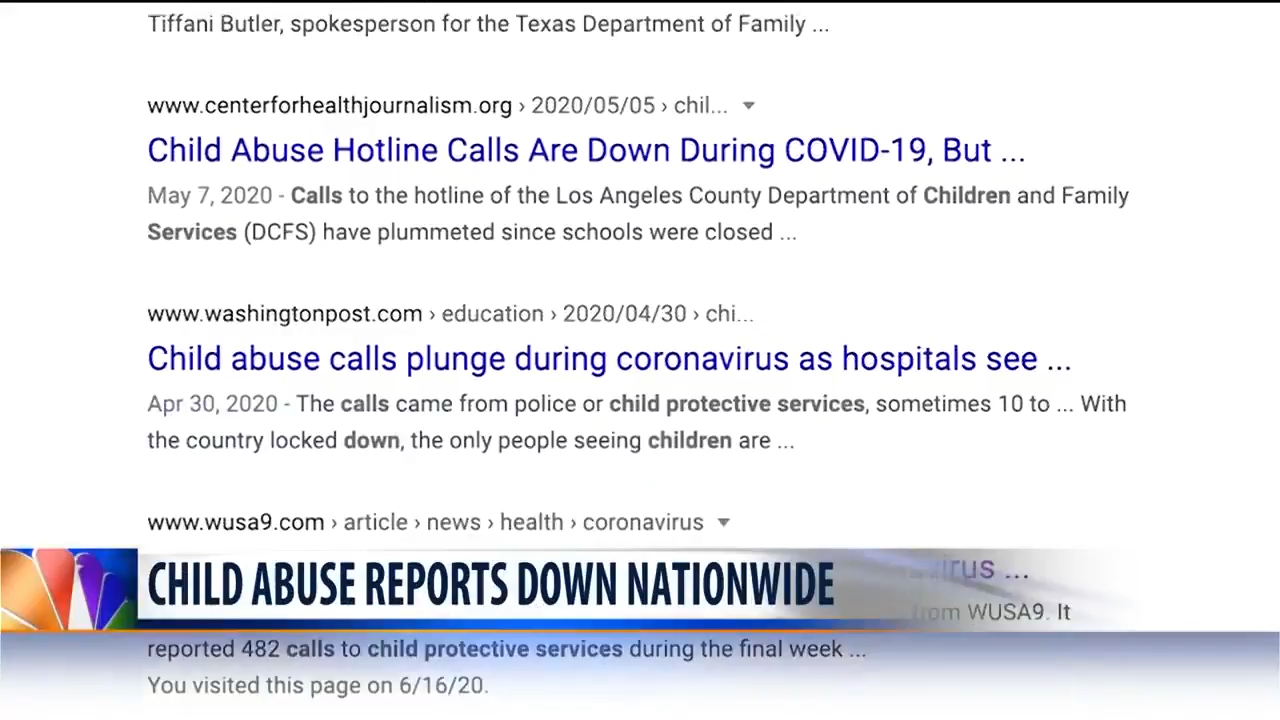 Tiffani Butler, spokesperson for the Texas Department of Family ...
www.centerforhealthjournalism.org › 2020/05/05 › chil...
Child Abuse Hotline Calls Are Down During COVID-19, But ...
May 7, 2020 - Calls to the hotline of the Los Angeles County Department of Children and Family
Services (DCFS) have plummeted since schools were closed ...
www.washingtonpost.com › education › 2020/04/30 › chi...
Child abuse calls plunge during coronavirus as hospitals see ...
Apr 30, 2020 - The calls came from police or child protective services, sometimes 10 to ... With
the country locked down, the only people seeing children are ...
www.wusa9.com › article › news › health › coronavirus
CHILD ABUSE REPORTS DOWN NATIONWIDE
from WUSA9. It
reported 482 calls to child protective services during the final week ...
You visited this page on 6/16/20.